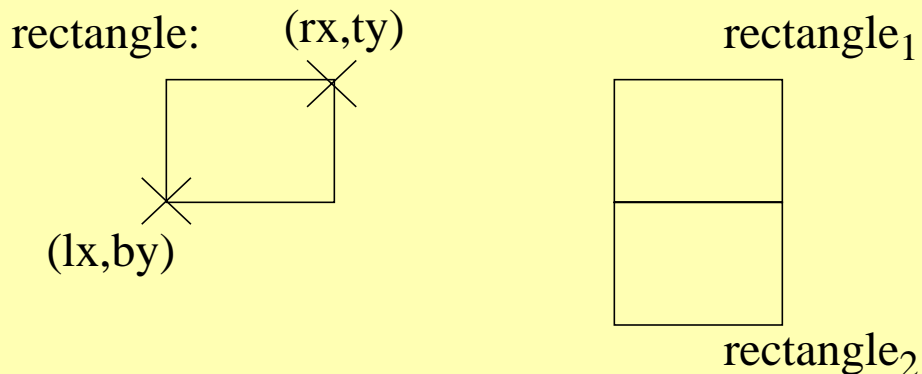 rectangle:
(rx,ty)
(lx,by)
rectangle₁
rectangle₂